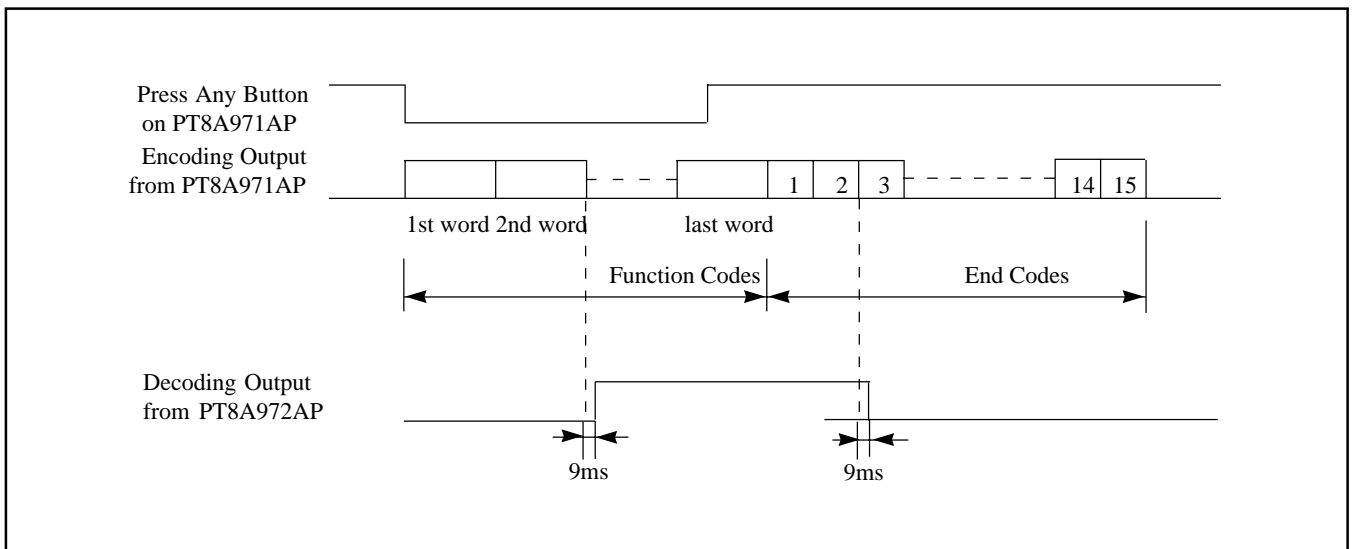 Press Any Button
on PT8A971AP
Encoding Output
from PT8A971AP
1 2 3 14 15
1st word 2nd word last word
Function Codes End Codes
Decoding Output
from PT8A972AP
9ms 9ms